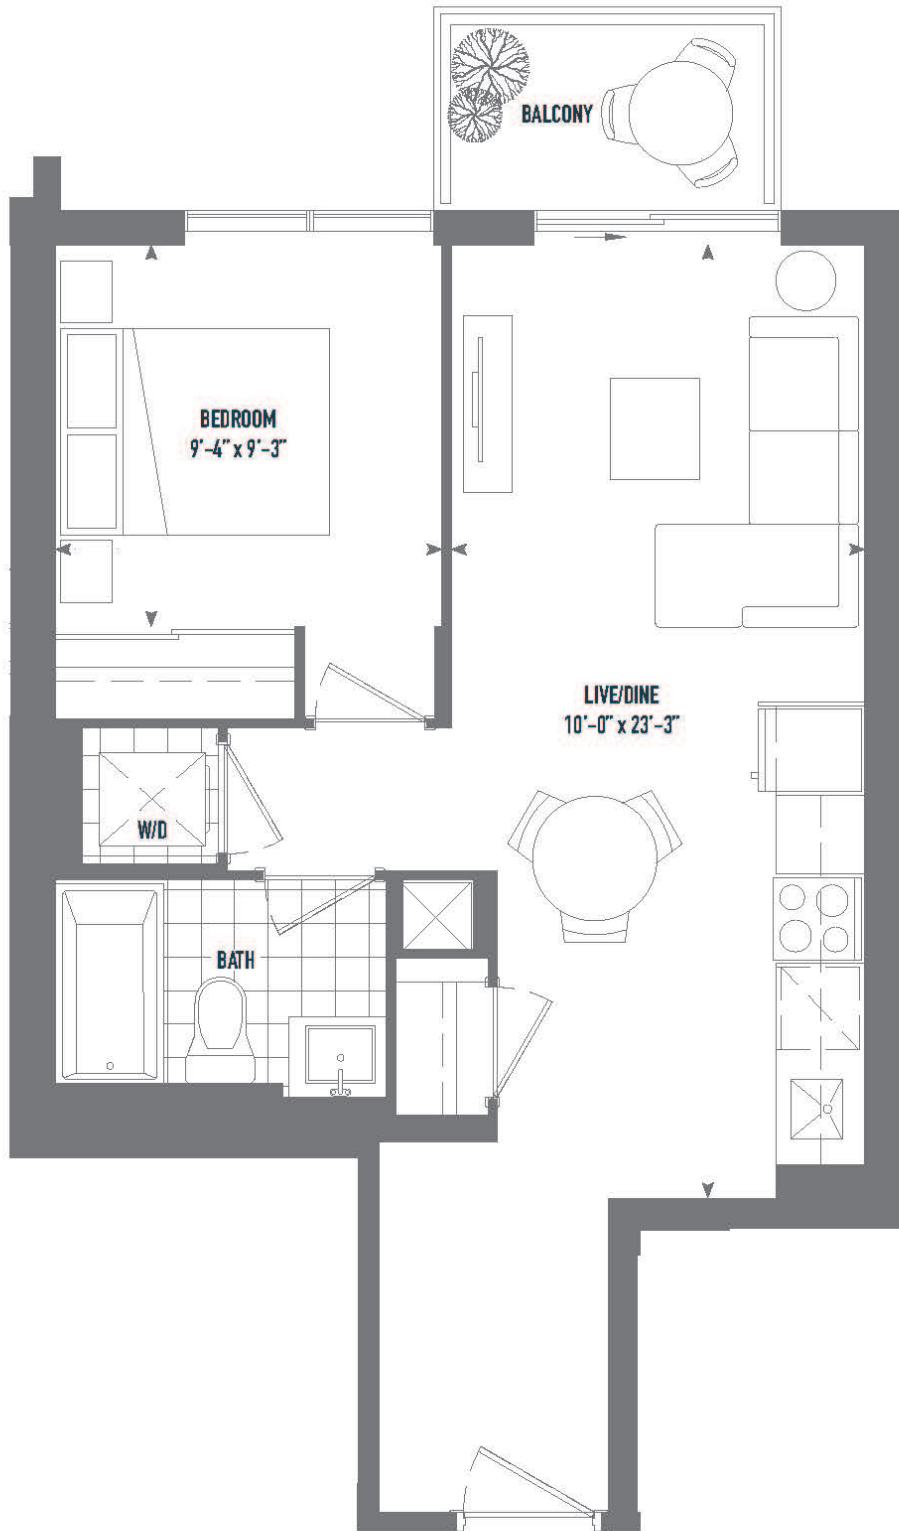 BALCONY
BEDROOM
9'-4" x 9'-3"
LIVE/DINE
10'-0" x 23'-3"
W/D
BATH